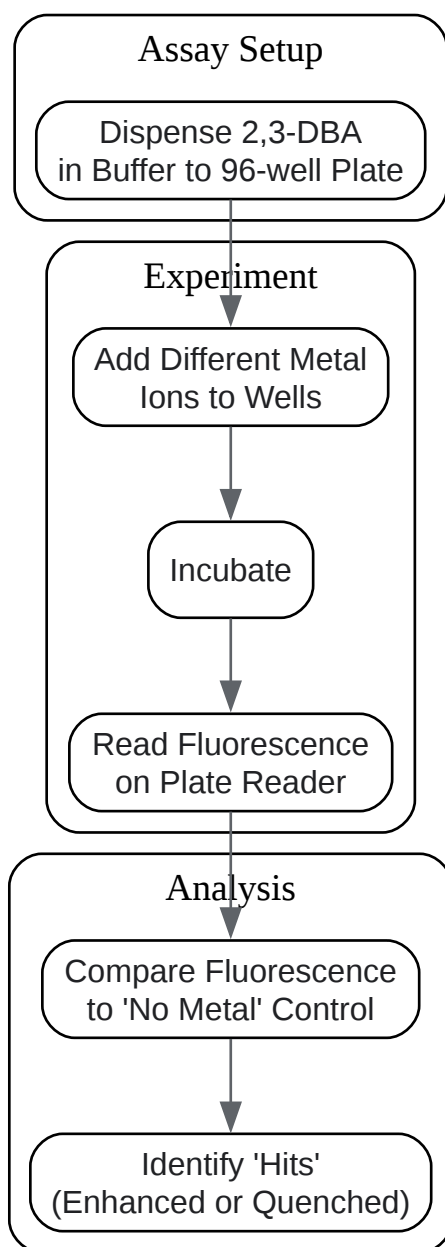 Assay Setup
Dispense 2,3-DBA
in Buffer to 96-well Plate
Experiment
Add Different Metal
Ions to Wells
Incubate
Read Fluorescence
on Plate Reader
Analysis
Compare Fluorescence
to 'No Metal' Control
Identify 'Hits'
(Enhanced or Quenched)